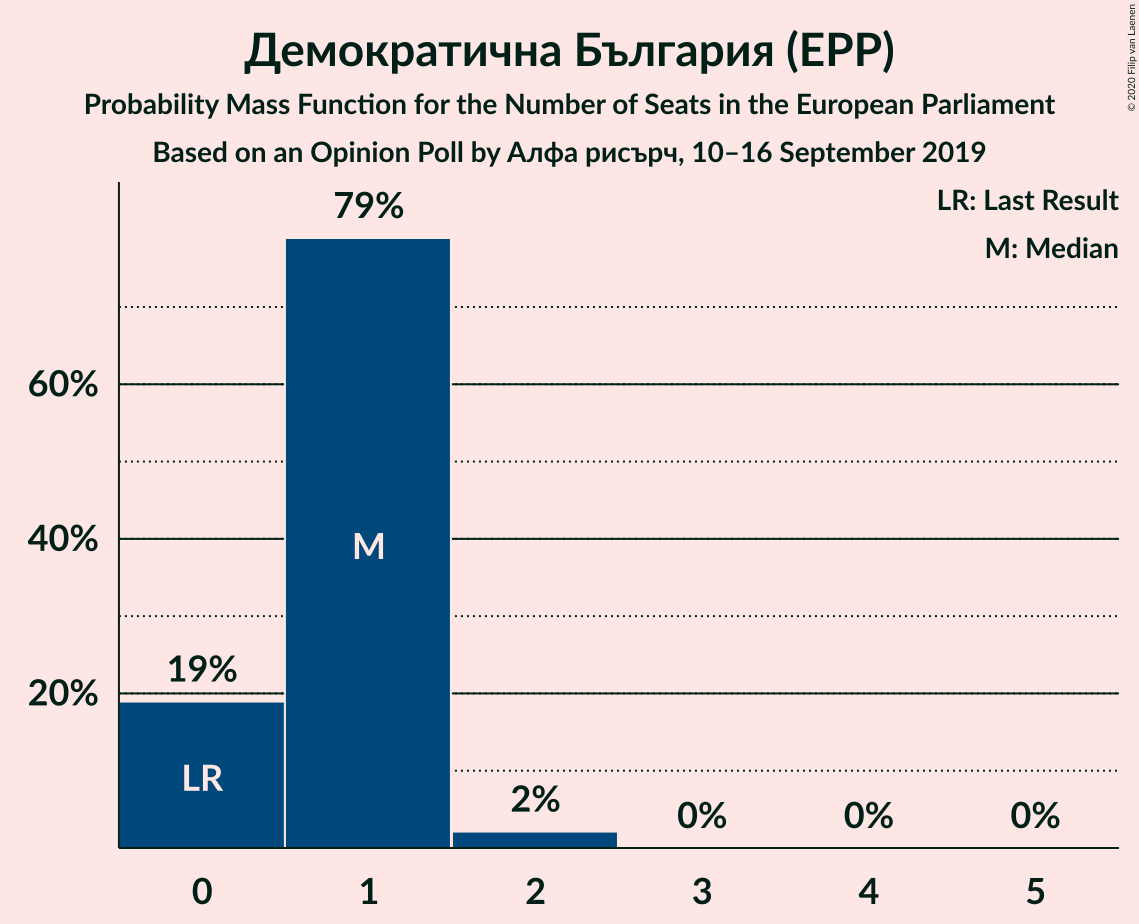 Демократична България (EPP)
Probability Mass Function for the Number of Seats in the European Parliament
Based on an Opinion Poll by Алфа рисърч, 10–16 September 2019
© 2020 Filip van Laenen
LR: Last Result
M: Median
79%
60%
40%
M
19%
20%
LR
2%
0%
0%
0%
0
1
2
3
4
5